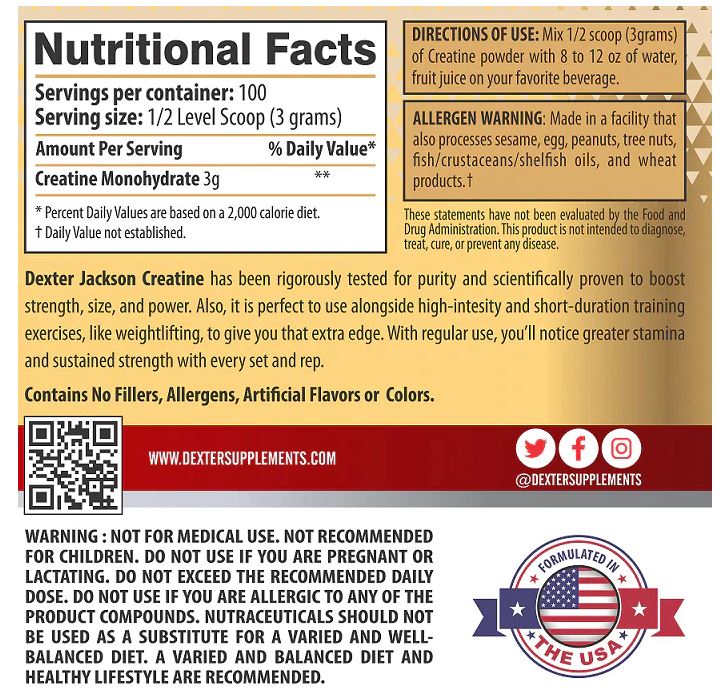 Nutritional Facts
Servings per container: 100
Serving size: 1/2 Level Scoop (3 grams)
Amount Per Serving % Daily Value*
Creatine Monohydrate 3g **
* Percent Daily Values are based on a 2,000 calorie diet.
† Daily Value not established.
DIRECTIONS OF USE: Mix 1/2 scoop (3grams)
of Creatine powder with 8 to 12 oz of water,
fruit juice on your favorite beverage.
ALLERGEN WARNING: Made in a facility that
also processes sesame, egg, peanuts, tree nuts,
fish/crustaceans/shelfish oils, and wheat
products.†
These statements have not been evaluated by the Food and
Drug Administration. This product is not intended to diagnose,
treat, cure, or prevent any disease.
Dexter Jackson Creatine has been rigorously tested for purity and scientifically proven to boost
strength, size, and power. Also, it is perfect to use alongside high-intesity and short-duration training
exercises, like weightlifting, to give you that extra edge. With regular use, you’ll notice greater stamina
and sustained strength with every set and rep.
Contains No Fillers, Allergens, Artificial Flavors or Colors.
WWW.DEXTERSUPPLEMENTS.COM
@DEXTERSUPPLEMENTS
WARNING : NOT FOR MEDICAL USE. NOT RECOMMENDED
FOR CHILDREN. DO NOT USE IF YOU ARE PREGNANT OR
LACTATING. DO NOT EXCEED THE RECOMMENDED DAILY
DOSE. DO NOT USE IF YOU ARE ALLERGIC TO ANY OF THE
PRODUCT COMPOUNDS. NUTRACEUTICALS SHOULD NOT
BE USED AS A SUBSTITUTE FOR A VARIED AND WELL-
BALANCED DIET. A VARIED AND BALANCED DIET AND
HEALTHY LIFESTYLE ARE RECOMMENDED.
FORMULATED IN
THE USA